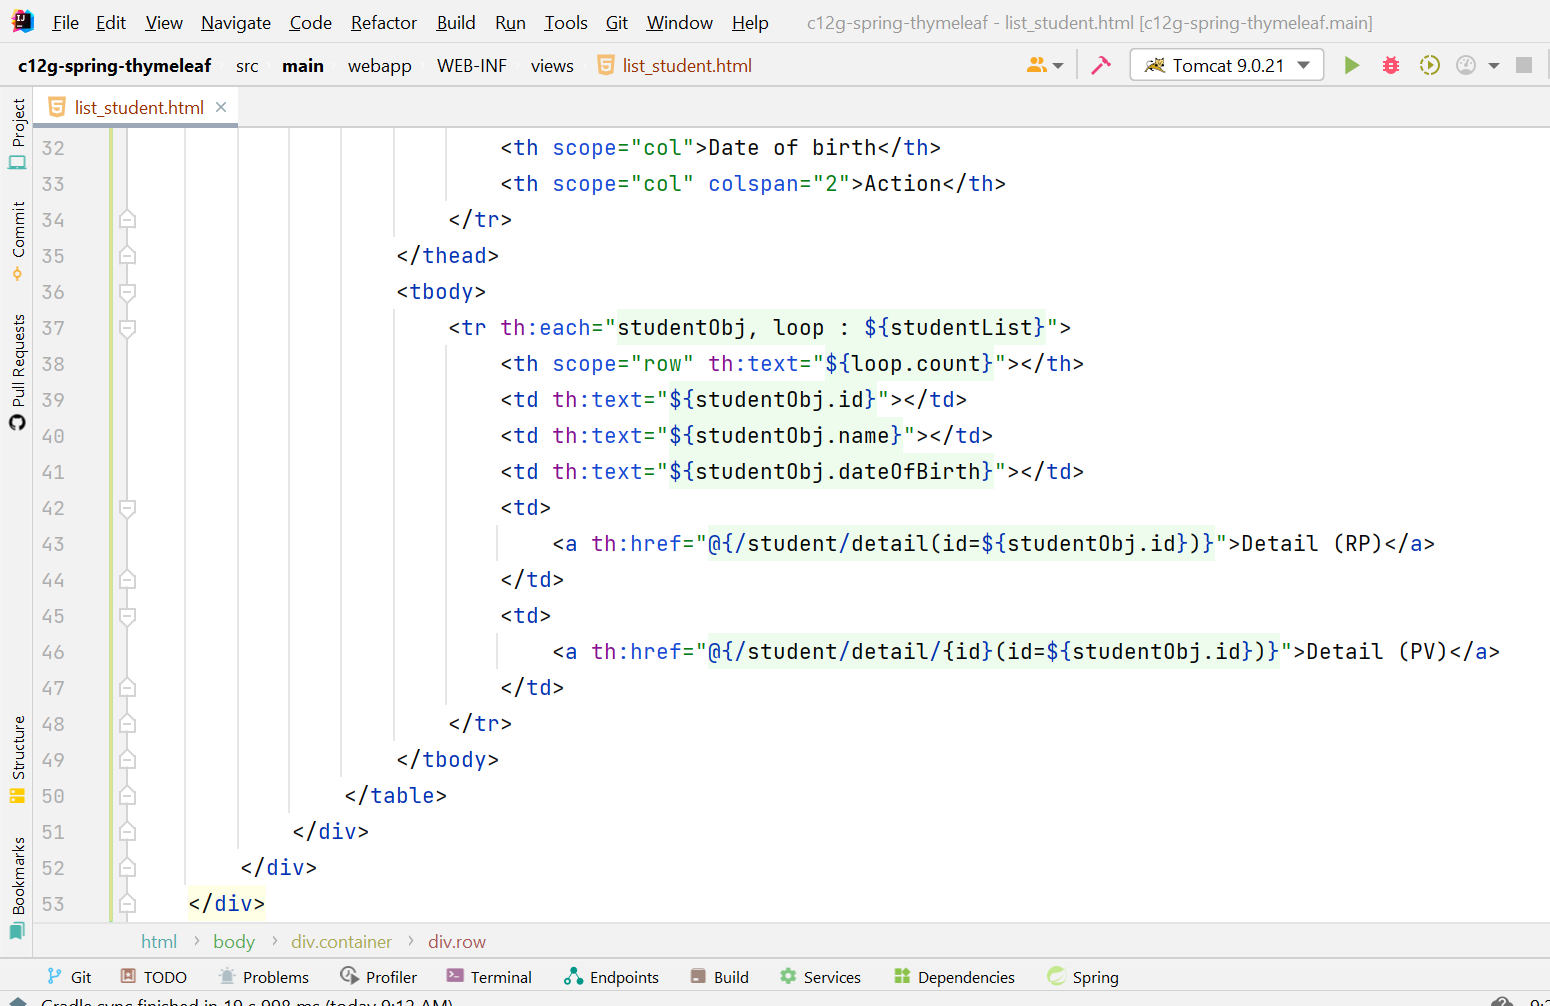 File Edit View Navigate Code Refactor Build Run Tools Git Window Help c12g-spring-thymeleaf - list_student.html [c12g-spring-thymeleaf.main]
c12g-spring-thymeleaf src main webapp WEB-INF views list_student.html Tomcat 9.0.21
list_student.html
Project
Commit
Pull Requests
Structure
Bookmarks
32 <th scope="col">Date of birth</th>
33 <th scope="col" colspan="2">Action</th>
34 </tr>
35 </thead>
36 <tbody>
37 <tr th:each="studentObj, loop : ${studentList}">
38 <th scope="row" th:text="${loop.count}"></th>
39 <td th:text="${studentObj.id}"></td>
40 <td th:text="${studentObj.name}"></td>
41 <td th:text="${studentObj.dateOfBirth}"></td>
42 <td>
43 <a th:href="@{/student/detail(id=${studentObj.id})}">Detail (RP)</a>
44 </td>
45 <td>
46 <a th:href="@{/student/detail/{id}(id=${studentObj.id})}">Detail (PV)</a>
47 </td>
48 </tr>
49 </tbody>
50 </table>
51 </div>
52 </div>
53 </div>
html › body › div.container › div.row
Git TODO Problems Profiler Terminal Endpoints Build Services Dependencies Spring
Gradle sync finished in 19 s 998 ms (today 9:12 AM)